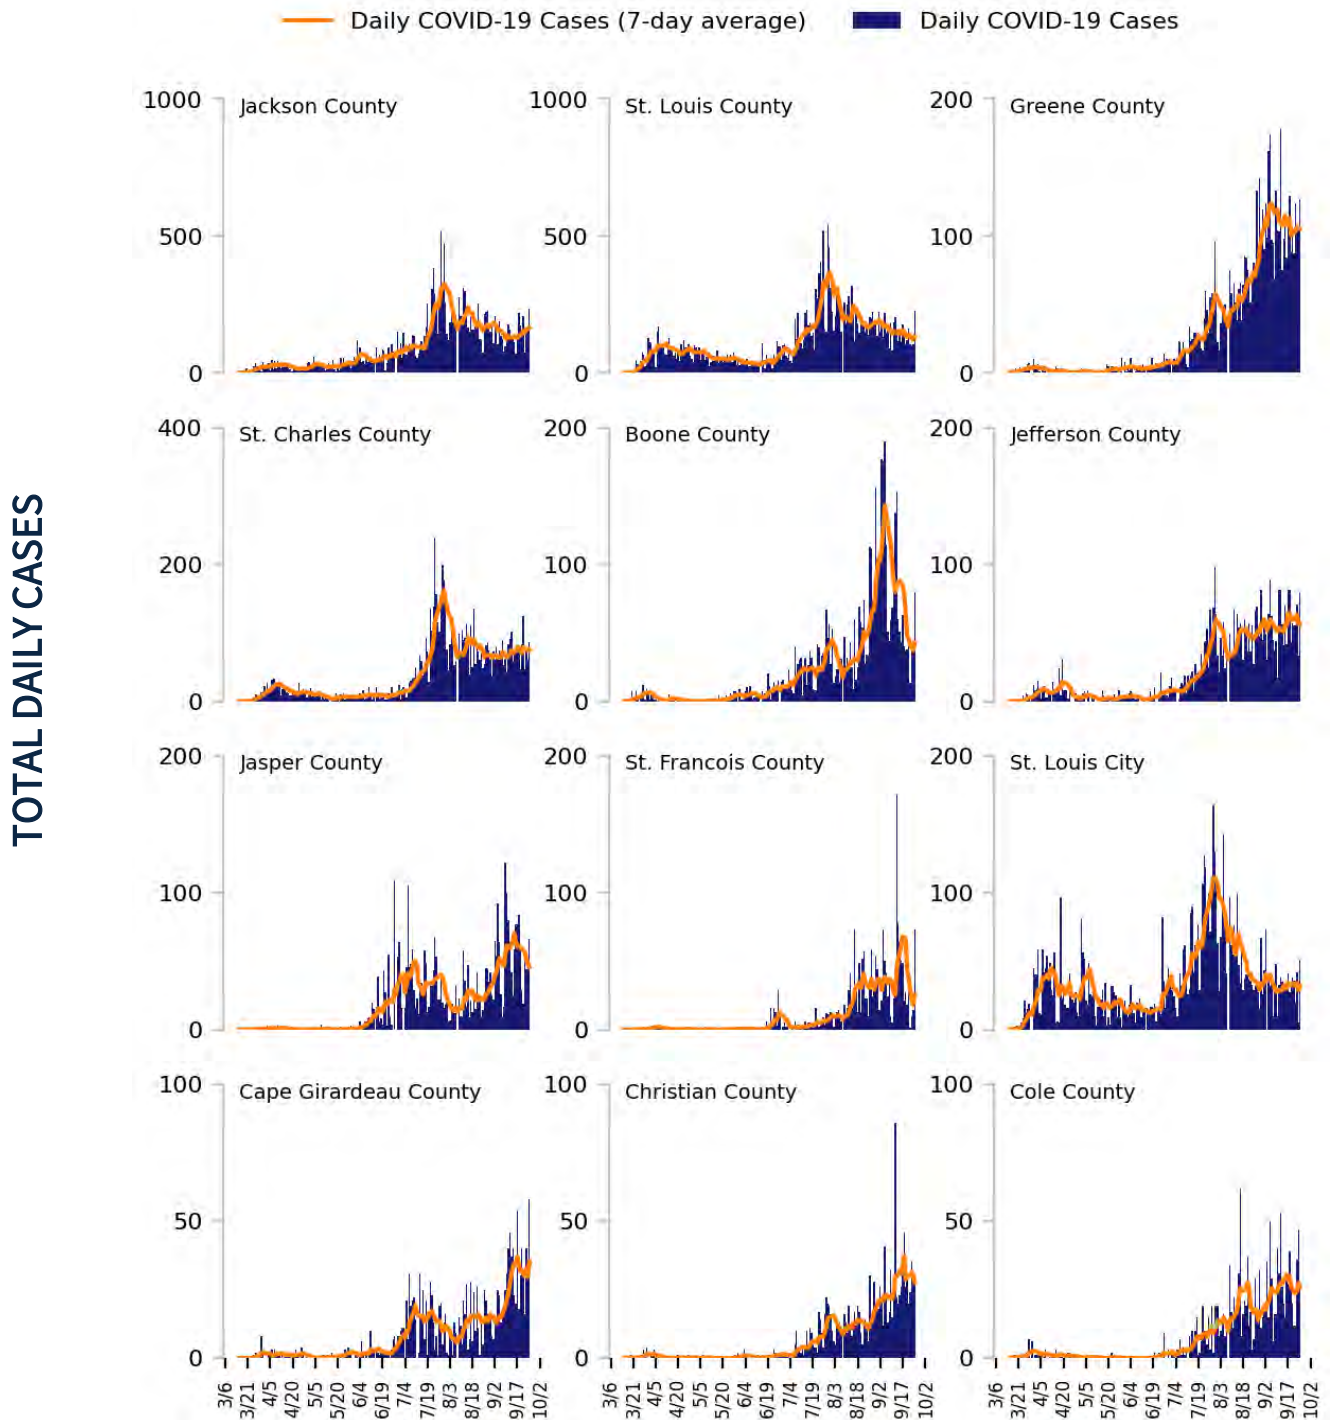 Daily COVID-19 Cases (7-day average) Daily COVID-19 Cases
TOTAL DAILY CASES
1000 Jackson County
500
0
1000 St. Louis County
500
0
200 Greene County
100
0
400 St. Charles County
200
0
200 Boone County
100
0
200 Jefferson County
100
0
200 Jasper County
100
0
200 St. Francois County
100
0
200 St. Louis City
100
0
100 Cape Girardeau County
50
0
3/6 3/21 4/5 4/20 5/5 5/20 6/4 6/19 7/4 7/19 8/3 8/18 9/2 9/17 10/2
100 Christian County
50
0
3/6 3/21 4/5 4/20 5/5 5/20 6/4 6/19 7/4 7/19 8/3 8/18 9/2 9/17 10/2
100 Cole County
50
0
3/6 3/21 4/5 4/20 5/5 5/20 6/4 6/19 7/4 7/19 8/3 8/18 9/2 9/17 10/2